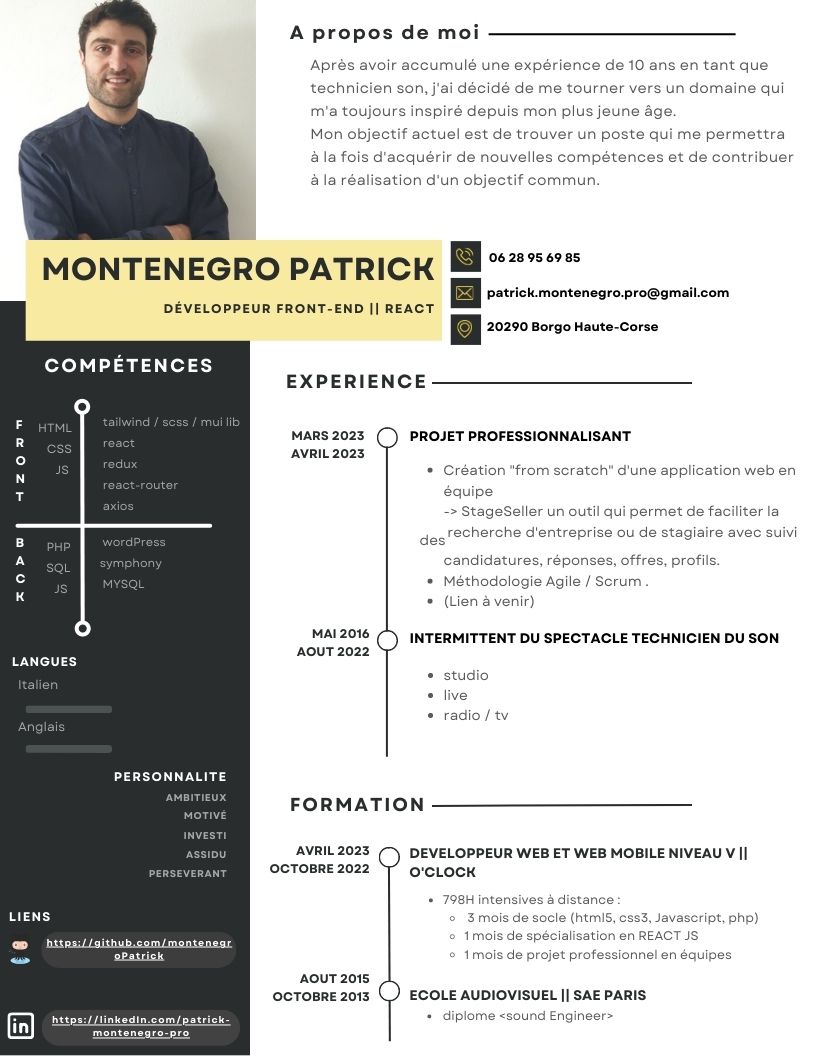 A propos de moi
Après avoir accumulé une expérience de 10 ans en tant que
technicien son, j'ai décidé de me tourner vers un domaine qui
m'a toujours inspiré depuis mon plus jeune âge.
Mon objectif actuel est de trouver un poste qui me permettra
à la fois d'acquérir de nouvelles compétences et de contribuer
à la réalisation d'un objectif commun.
MONTENEGRO PATRICK
DÉVELOPPEUR FRONT-END || REACT
06 28 95 69 85
patrick.montenegro.pro@gmail.com
20290 Borgo Haute-Corse
COMPÉTENCES
FRONT
HTML
CSS
JS
tailwind / scss / mui lib
react
redux
react-router
axios
BACK
PHP
SQL
JS
wordPress
symphony
MYSQL
LANGUES
Italien
Anglais
PERSONNALITE
AMBITIEUX
MOTIVÉ
INVESTI
ASSIDU
PERSEVERANT
LIENS
https://github.com/montenegr
oPatrick
in
https://linkedIn.com/patrick-
montenegro-pro
EXPERIENCE
MARS 2023
AVRIL 2023
PROJET PROFESSIONNALISANT
• Création "from scratch" d'une application web en
équipe
-> StageSeller un outil qui permet de faciliter la
recherche d'entreprise ou de stagiaire avec suivi
des
candidatures, réponses, offres, profils.
• Méthodologie Agile / Scrum .
• (Lien à venir)
MAI 2016
AOUT 2022
INTERMITTENT DU SPECTACLE TECHNICIEN DU SON
• studio
• live
• radio / tv
FORMATION
AVRIL 2023
OCTOBRE 2022
DEVELOPPEUR WEB ET WEB MOBILE NIVEAU V ||
O'CLOCK
• 798H intensives à distance :
◦ 3 mois de socle (html5, css3, Javascript, php)
◦ 1 mois de spécialisation en REACT JS
◦ 1 mois de projet professionnel en équipes
AOUT 2015
OCTOBRE 2013
ECOLE AUDIOVISUEL || SAE PARIS
• diplome <sound Engineer>